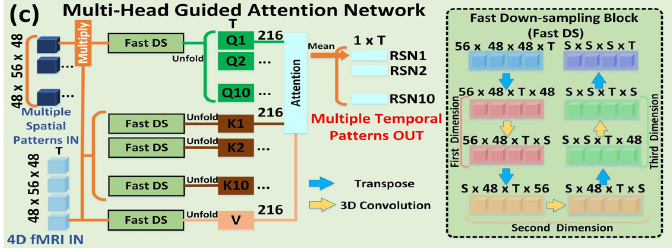 (c) Multi-Head Guided Attention Network
48 x 56 x 48
Multiple
Spatial
Patterns IN
T
48 x 56 x 48
4D fMRI IN
Multiply
Fast DS
Unfold
T
Q1
216
Q2
...
Q10
...
Fast DS
Unfold
K1
216
Fast DS
Unfold
K2
...
Fast DS
Unfold
K10
...
Fast DS
Unfold
V
216
Attention
Mean
1 x T
RSN1
RSN2
RSN10
Multiple Temporal
Patterns OUT
Transpose
3D Convolution
Fast Down-sampling Block
(Fast DS)
56 x 48 x 48 x T
S x S x S x T
56 x 48 x T x 48
S x S x T x S
56 x 48 x T x S
S x S x T x 48
S x 48 x T x 56
S x 48 x T x S
First Dimension
Second Dimension
Third Dimension